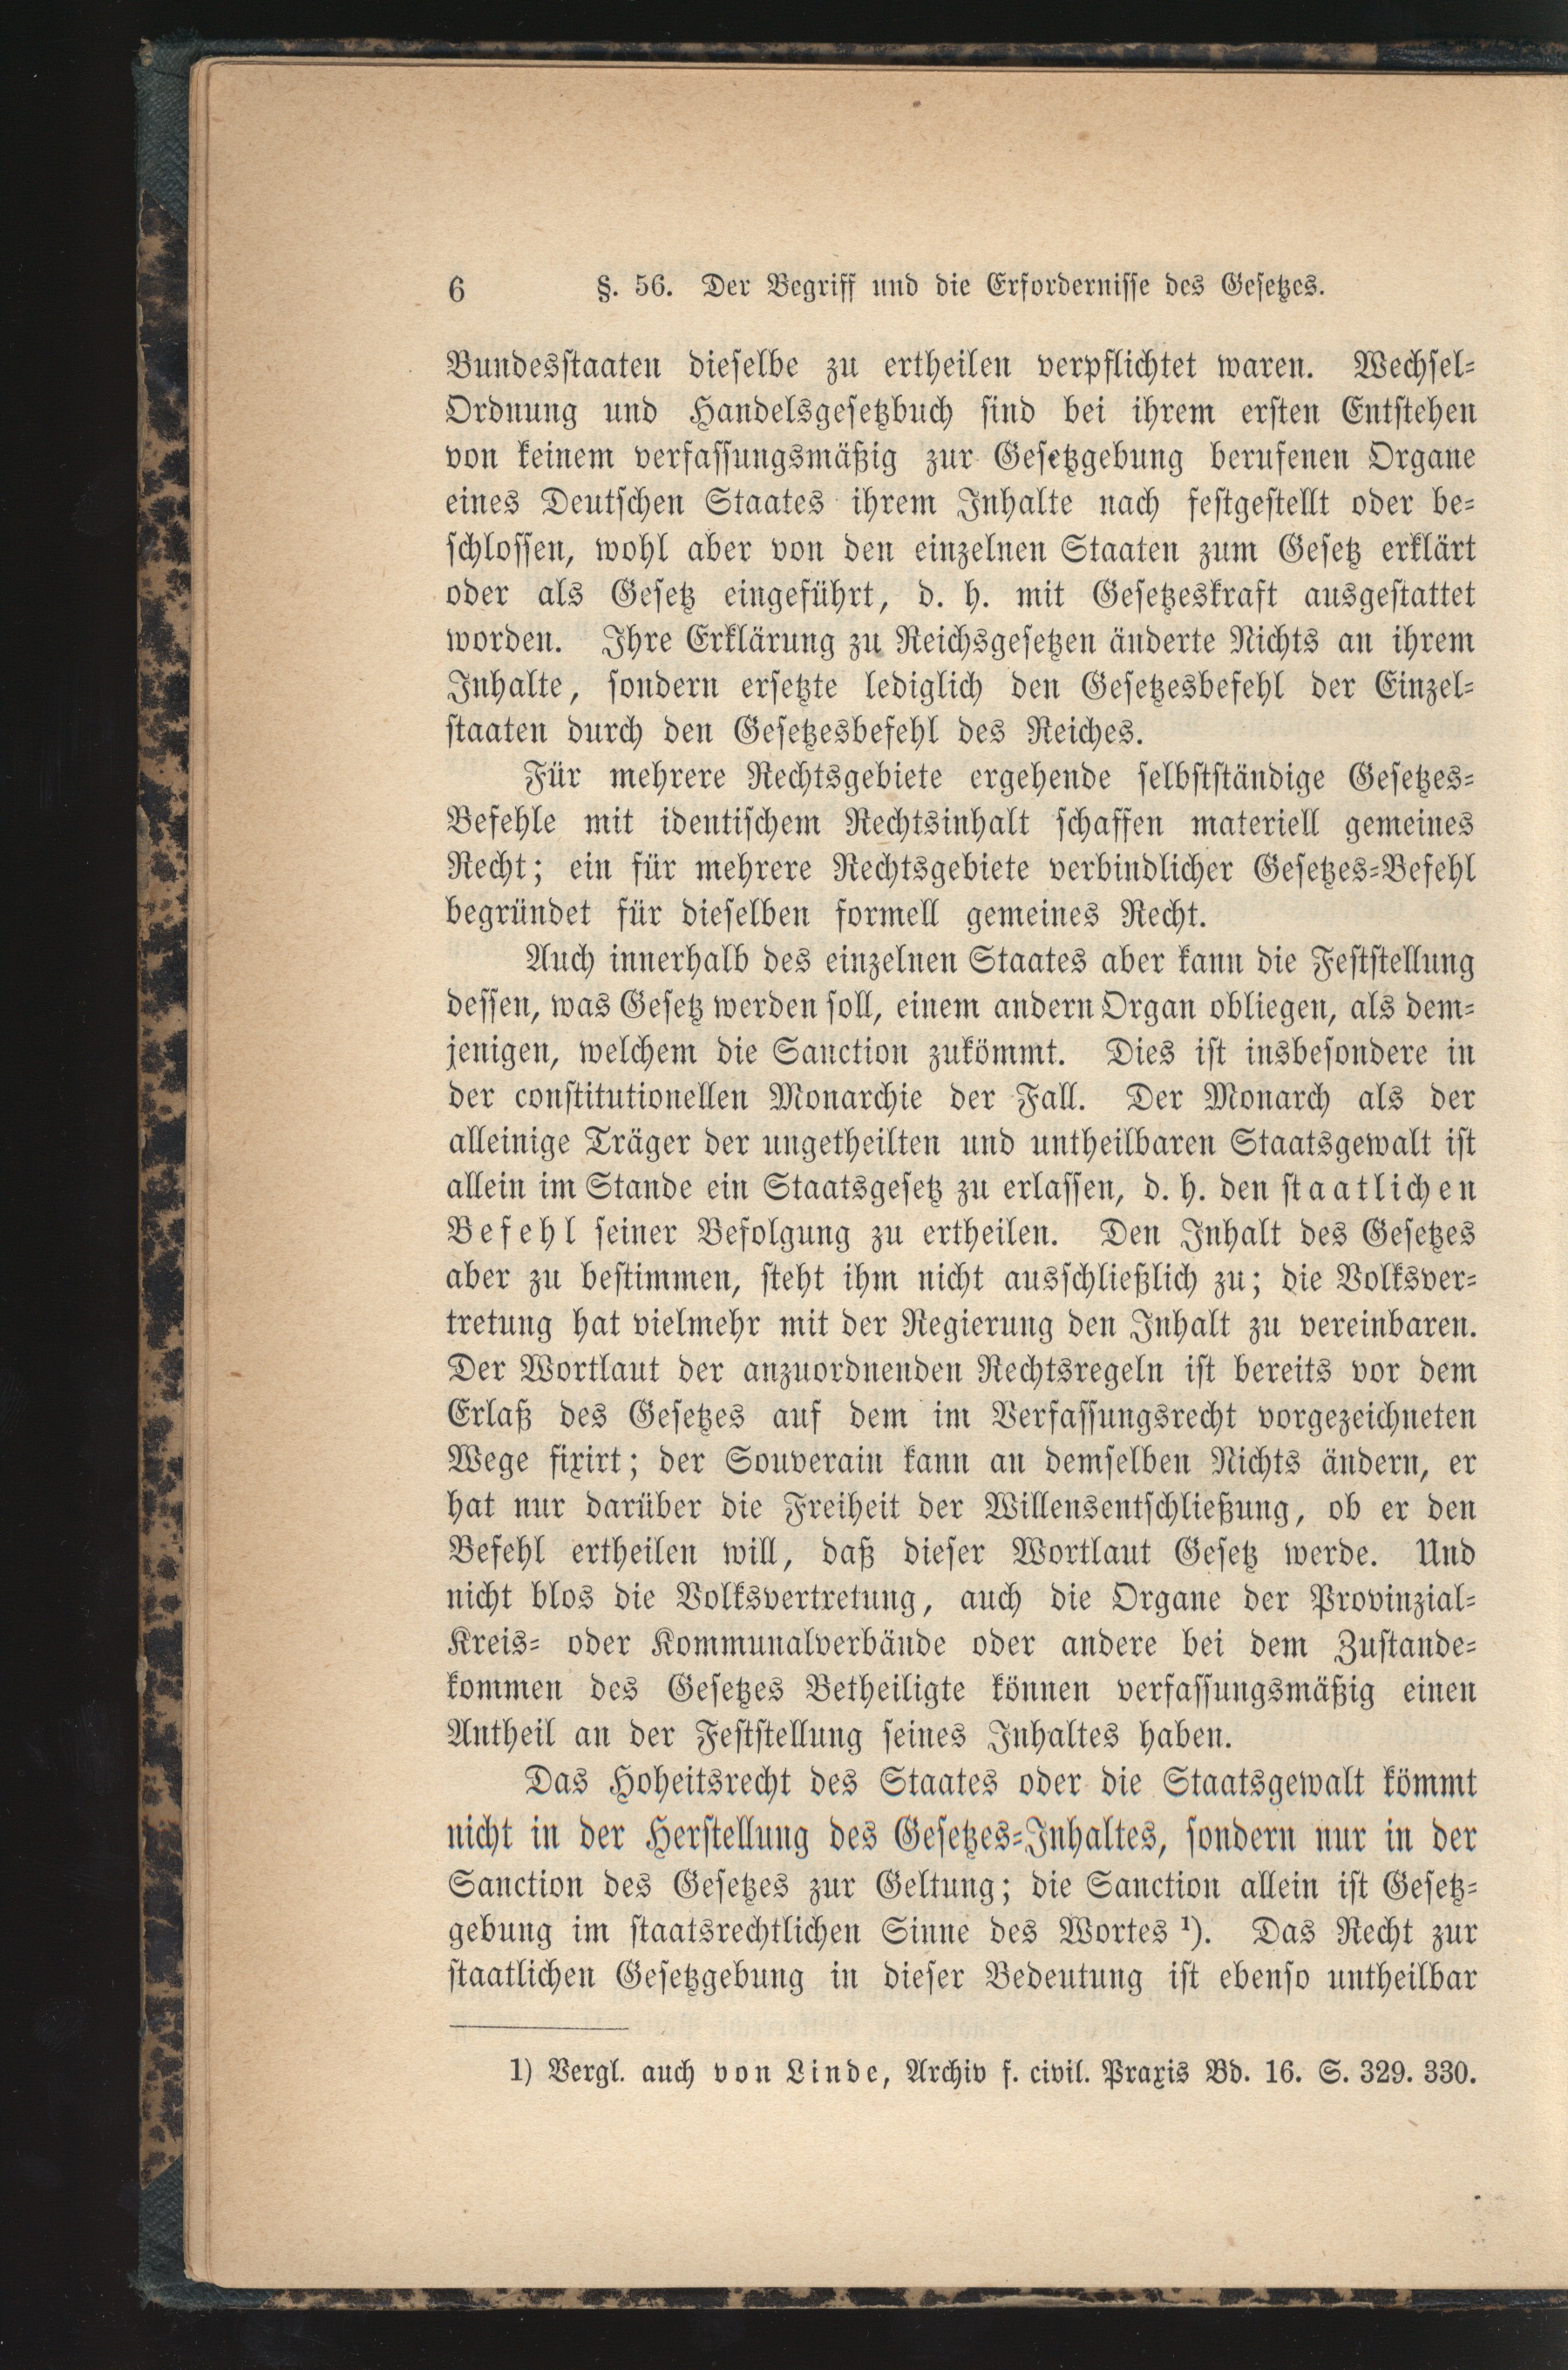 6 §. 56. Der Begriff und die Erfordernisse des Gesetzes.
Bundesstaaten dieselbe zu ertheilen verpflichtet waren. Wechsel-
Ordnung und Handelsgesetzbuch sind bei ihrem ersten Entstehen
von keinem verfassungsmäßig zur Gesetzgebung berufenen Organe
eines Deutschen Staates ihrem Inhalte nach festgestellt oder be-
schlossen, wohl aber von den einzelnen Staaten zum Gesetz erklärt
oder als Gesetz eingeführt, d. h. mit Gesetzeskraft ausgestattet
worden. Ihre Erklärung zu Reichsgesetzen änderte Nichts an ihrem
Inhalte, sondern ersetzte lediglich den Gesetzesbefehl der Einzel-
staaten durch den Gesetzesbefehl des Reiches.
Für mehrere Rechtsgebiete ergehende selbstständige Gesetzes-
Befehle mit identischem Rechtsinhalt schaffen materiell gemeines
Recht; ein für mehrere Rechtsgebiete verbindlicher Gesetzes-Befehl
begründet für dieselben formell gemeines Recht.
Auch innerhalb des einzelnen Staates aber kann die Feststellung
dessen, was Gesetz werden soll, einem andern Organ obliegen, als dem-
jenigen, welchem die Sanction zukömmt. Dies ist insbesondere in
der constitutionellen Monarchie der Fall. Der Monarch als der
alleinige Träger der ungetheilten und untheilbaren Staatsgewalt ist
allein im Stande ein Staatsgesetz zu erlassen, d. h. den staatlichen
Befehl seiner Befolgung zu ertheilen. Den Inhalt des Gesetzes
aber zu bestimmen, steht ihm nicht ausschließlich zu; die Volksver-
tretung hat vielmehr mit der Regierung den Inhalt zu vereinbaren.
Der Wortlaut der anzuordnenden Rechtsregeln ist bereits vor dem
Erlaß des Gesetzes auf dem im Verfassungsrecht vorgezeichneten
Wege fixirt; der Souverain kann an demselben Nichts ändern, er
hat nur darüber die Freiheit der Willensentschließung, ob er den
Befehl ertheilen will, daß dieser Wortlaut Gesetz werde. Und
nicht blos die Volksvertretung, auch die Organe der Provinzial-
Kreis- oder Kommunalverbände oder andere bei dem Zustande-
kommen des Gesetzes Betheiligte können verfassungsmäßig einen
Antheil an der Feststellung seines Inhaltes haben.
Das Hoheitsrecht des Staates oder die Staatsgewalt kömmt
nicht in der Herstellung des Gesetzes-Inhaltes, sondern nur in der
Sanction des Gesetzes zur Geltung; die Sanction allein ist Gesetz-
gebung im staatsrechtlichen Sinne des Wortes ¹). Das Recht zur
staatlichen Gesetzgebung in dieser Bedeutung ist ebenso untheilbar
1) Vergl. auch von Linde, Archiv f. civil. Praxis Bd. 16. S. 329. 330.